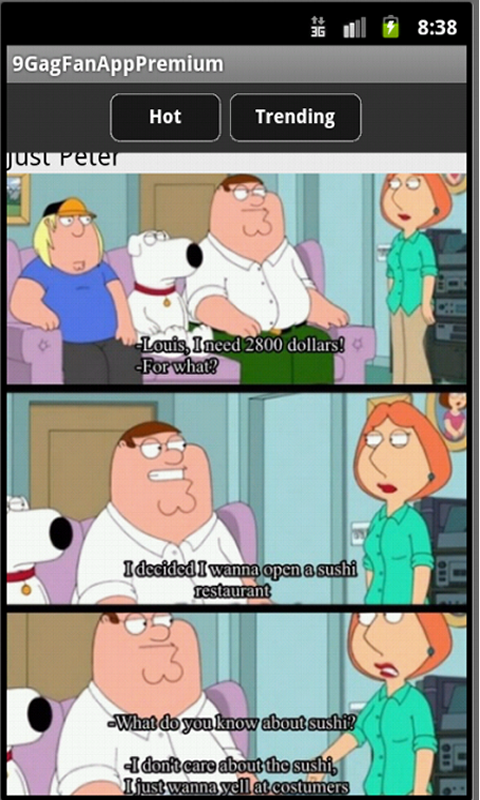 3G 8:38
9GagFanAppPremium
Hot Trending
Just Peter
-Louis, I need 2800 dollars!
-For what?
I decided I wanna open a sushi
restaurant
-What do you know about sushi?
-I don't care about the sushi,
I just wanna yell at costumers